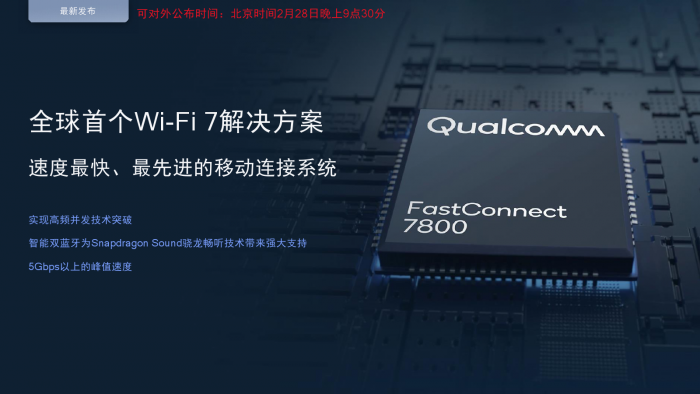 最新发布
可对外公布时间：北京时间2月28日晚上9点30分
全球首个Wi-Fi 7解决方案
速度最快、最先进的移动连接系统
实现高频并发技术突破
智能双蓝牙为Snapdragon Sound骁龙畅听技术带来强大支持
5Gbps以上的峰值速度
Qualcomm
FastConnect
7800